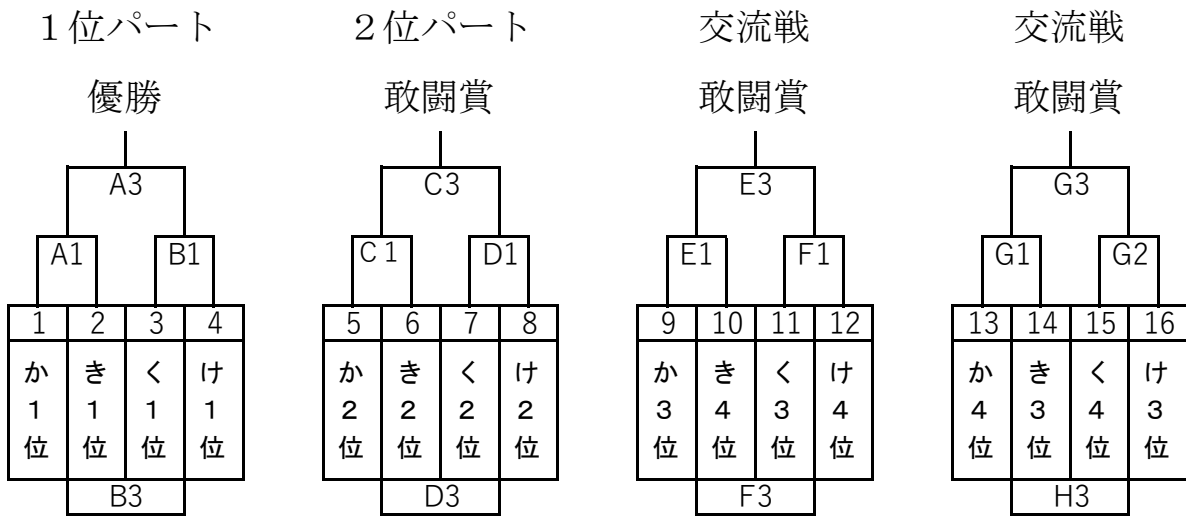 １位パート ２位パート 交流戦 交流戦
優勝 敢闘賞 敢闘賞 敢闘賞
A3 C3 E3 G3
A1 B1 C1 D1 E1 F1 G1 G2
1 2 3 4 5 6 7 8 9 10 11 12 13 14 15 16
か1位 き1位 く1位 け1位 か2位 き2位 く2位 け2位 か3位 き4位 く3位 け4位 か4位 き3位 く4位 け3位
B3 D3 F3 H3